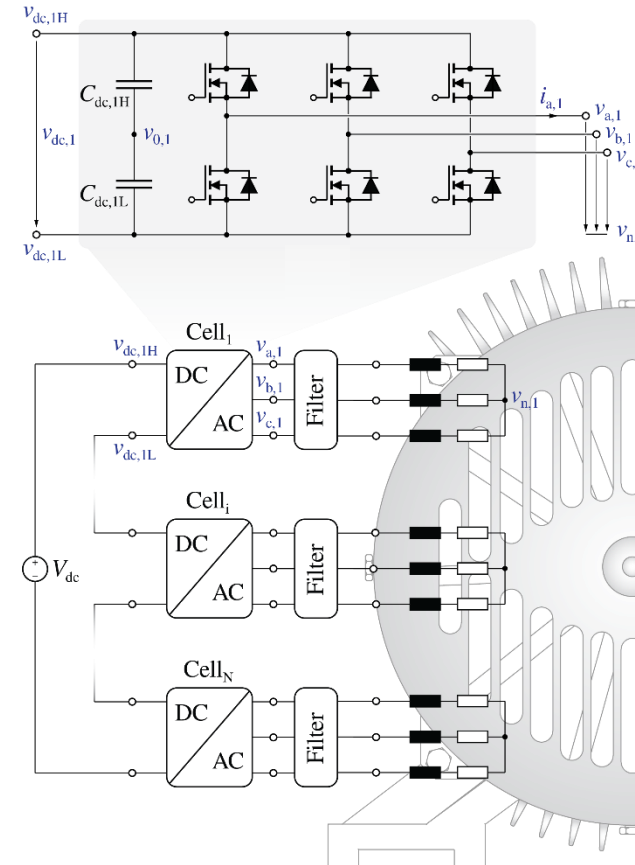 v_dc,1H
C_dc,1H
i_a,1
v_a,1
v_b,1
v_c,
v_dc,1
v_0,1
C_dc,1L
v_dc,1L
v_n
Cell_1
v_dc,1H
v_a,1
DC
v_b,1
Filter
v_n,1
AC
v_c,1
v_dc,1L
Cell_i
DC
Filter
AC
+
−
V_dc
Cell_N
DC
Filter
AC